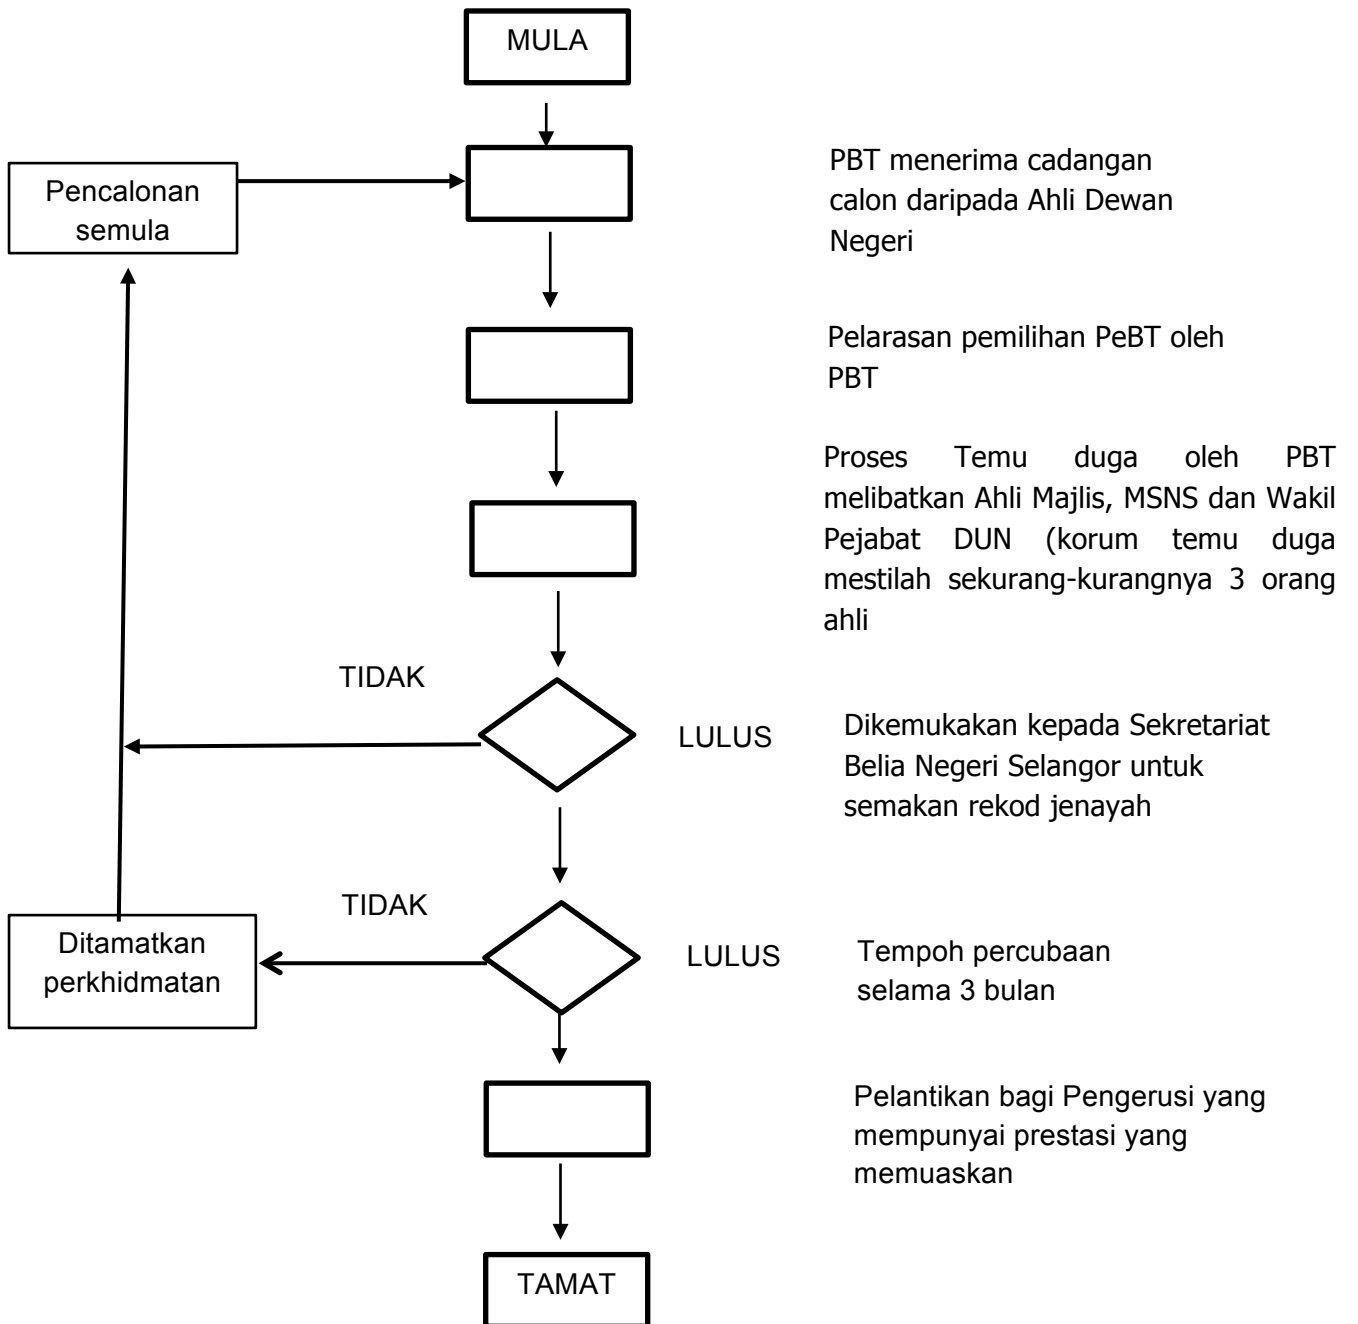 MULA
Pencalonan
semula
PBT menerima cadangan
calon daripada Ahli Dewan
Negeri
Pelarasan pemilihan PeBT oleh
PBT
Proses Temu duga oleh PBT
melibatkan Ahli Majlis, MSNS dan Wakil
Pejabat DUN (korum temu duga
mestilah sekurang-kurangnya 3 orang
ahli
TIDAK
LULUS
Dikemukakan kepada Sekretariat
Belia Negeri Selangor untuk
semakan rekod jenayah
TIDAK
Ditamatkan
perkhidmatan
LULUS
Tempoh percubaan
selama 3 bulan
Pelantikan bagi Pengerusi yang
mempunyai prestasi yang
memuaskan
TAMAT